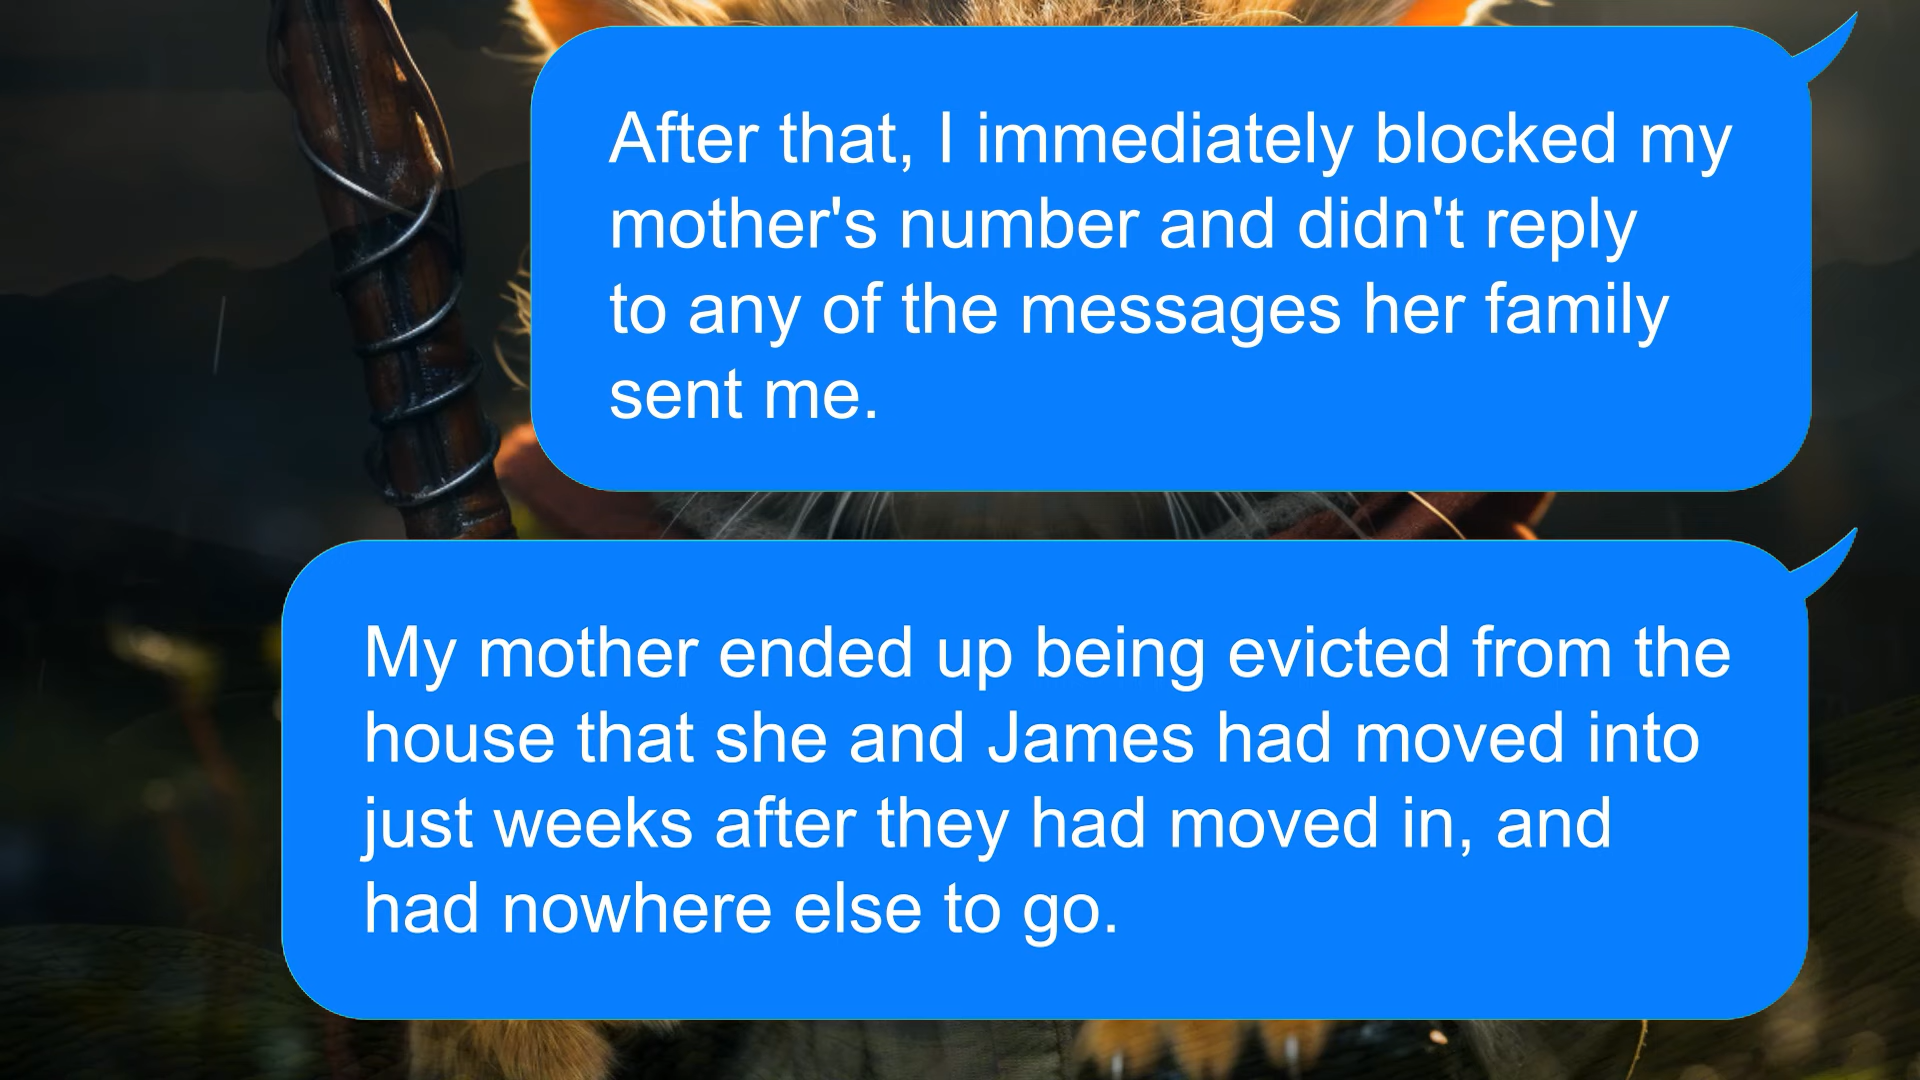 After that, I immediately blocked my
mother's number and didn't reply
to any of the messages her family
sent me.
My mother ended up being evicted from the
house that she and James had moved into
just weeks after they had moved in, and
had nowhere else to go.